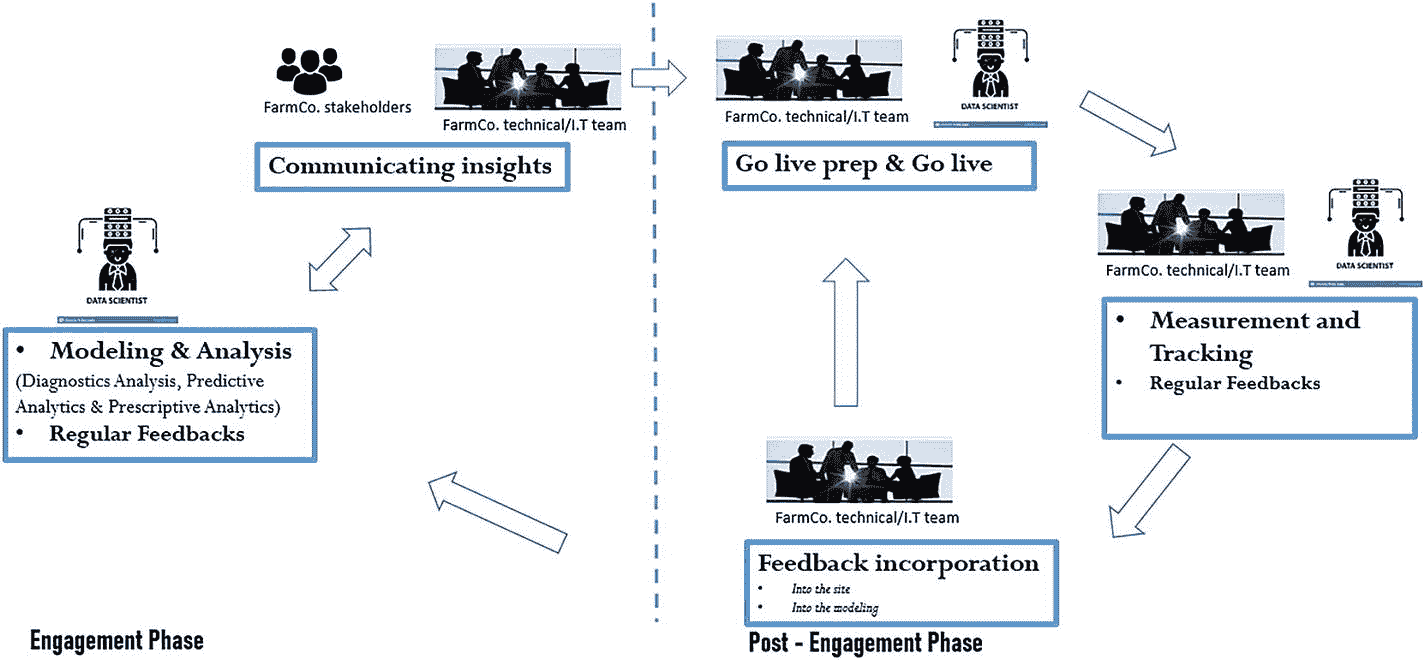 FarmCo. stakeholders
FarmCo. technical/I.T team
Communicating insights
DATA SCIENTIST
• Modeling & Analysis
(Diagnostics Analysis, Predictive
Analytics & Prescriptive Analytics)
• Regular Feedbacks
Engagement Phase
FarmCo. technical/I.T team
DATA SCIENTIST
Go live prep & Go live
FarmCo. technical/I.T team
DATA SCIENTIST
• Measurement and
Tracking
• Regular Feedbacks
FarmCo. technical/I.T team
Feedback incorporation
• Into the site
• Into the modeling
Post - Engagement Phase